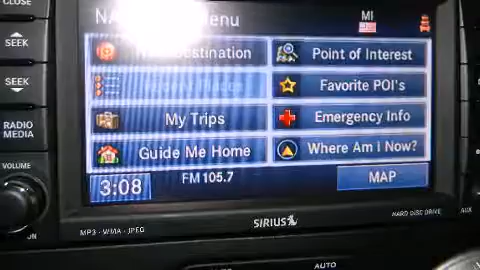 CLOSE
Menu
MI
SEEK
Destination
Point of Interest
SEEK
Favorite POI's
RADIO
MEDIA
My Trips
Emergency Info
Guide Me Home
Where Am I Now?
VOLUME
3:08
FM 105.7
MAP
MP3 - WMA - JPEG
SIRIUS
HARD DISC DRIVE
AUX
AUTO